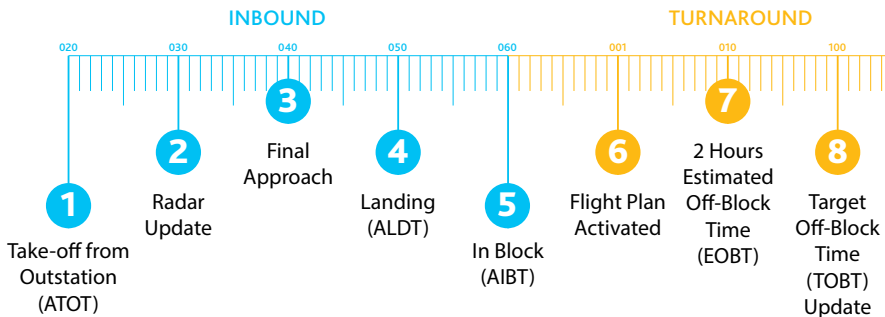 INBOUND
TURNAROUND
020
030
040
050
060
001
010
100
1
Take-off from
Outstation
(ATOT)
2
Radar
Update
3
Final
Approach
4
Landing
(ALDT)
5
In Block
(AIBT)
6
Flight Plan
Activated
7
2 Hours
Estimated
Off-Block
Time
(EOBT)
8
Target
Off-Block
Time
(TOBT)
Update